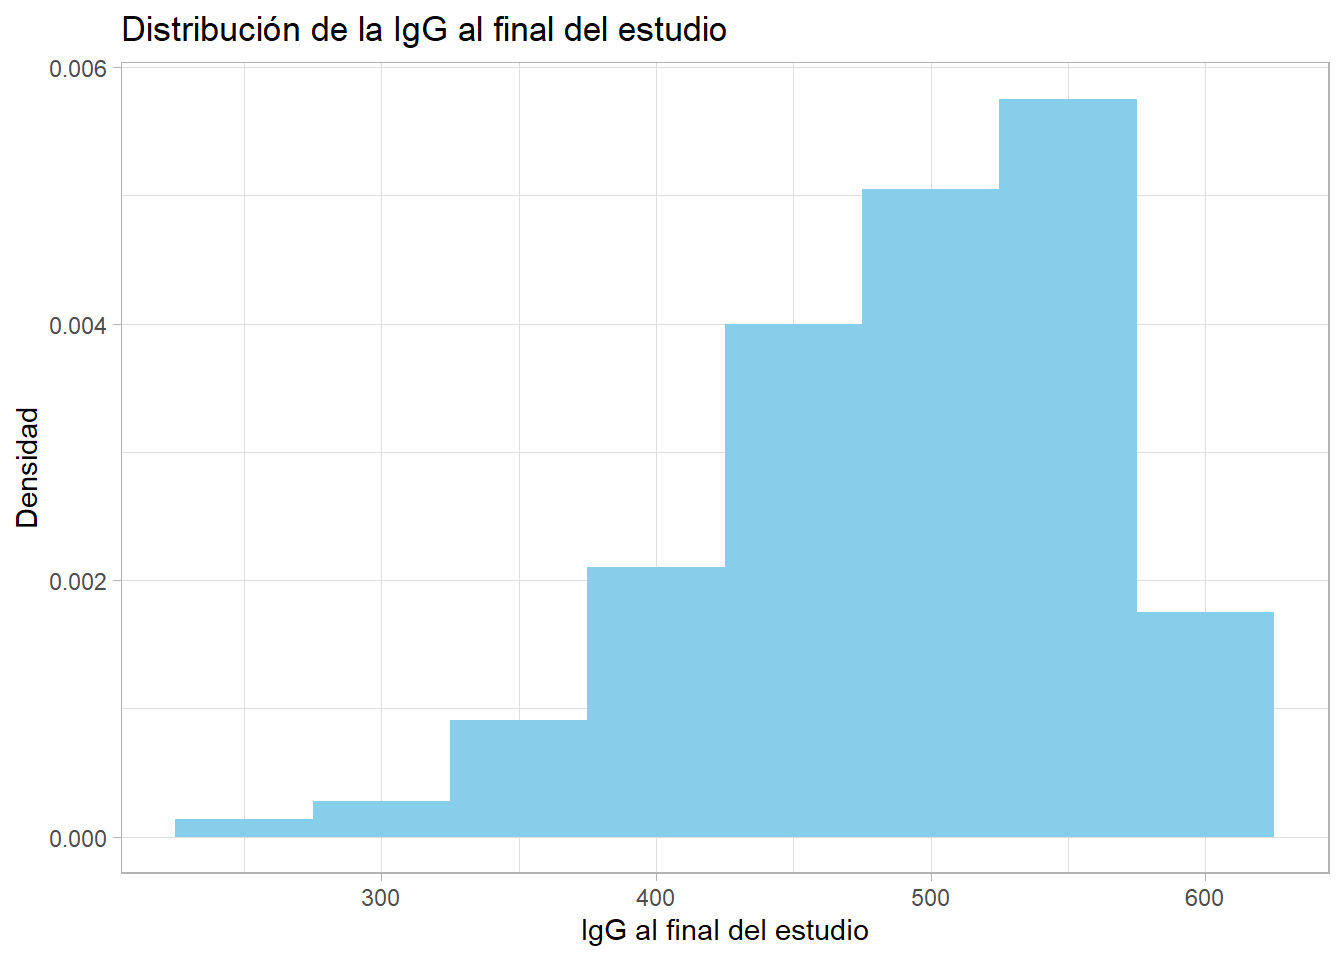 Distribución de la IgG al final del estudio
0.006
0.004
0.002
0.000
Densidad
300 400 500 600
IgG al final del estudio